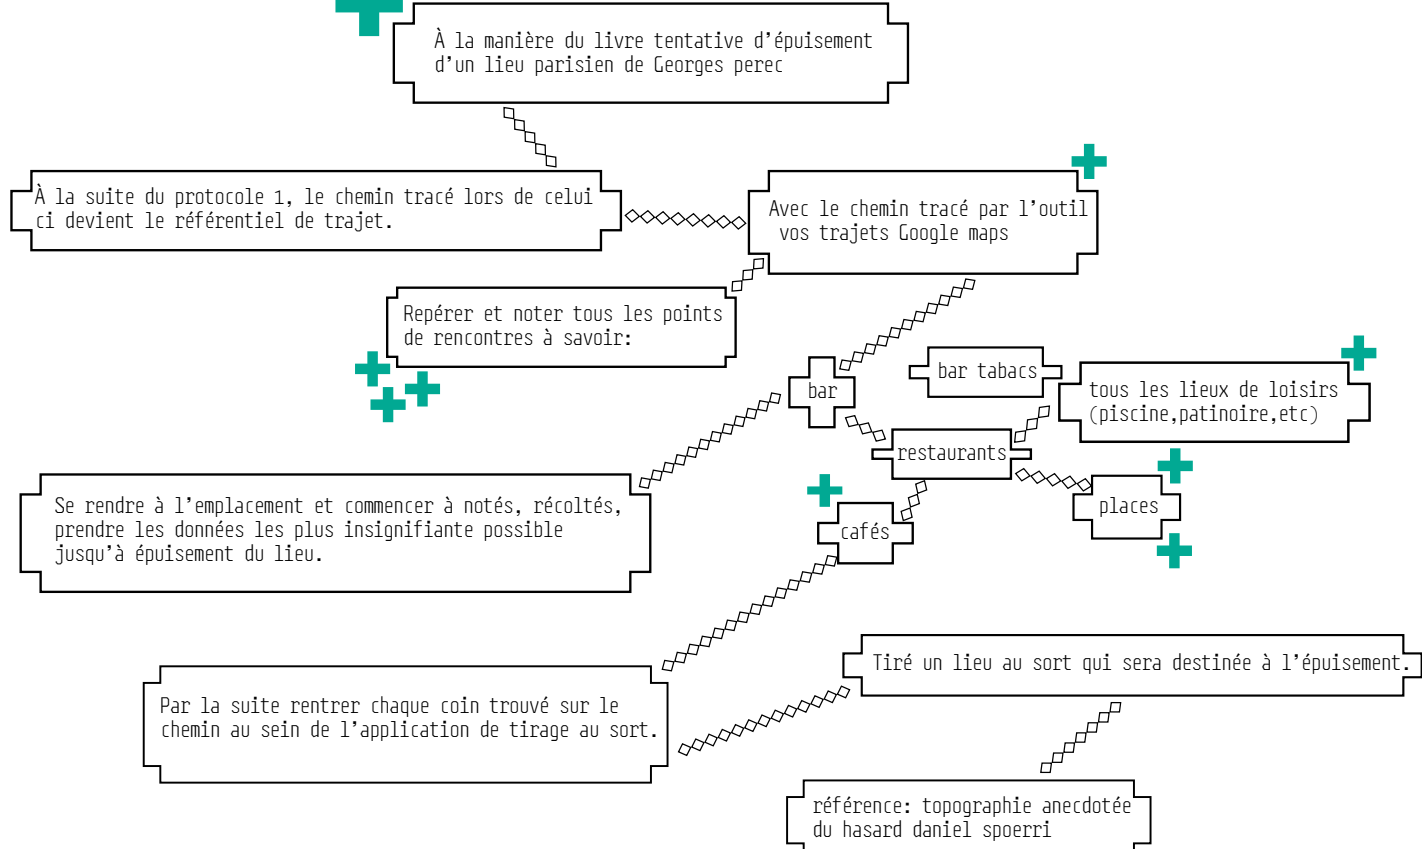 À la manière du livre tentative d’épuisement
d’un lieu parisien de Georges perec
À la suite du protocole 1, le chemin tracé lors de celui
ci devient le référentiel de trajet.
Avec le chemin tracé par l’outil
vos trajets Google maps
Repérer et noter tous les points
de rencontres à savoir:
bar
bar tabacs
tous les lieux de loisirs
(piscine,patinoire,etc)
restaurants
places
cafés
Se rendre à l’emplacement et commencer à notés, récoltés,
prendre les données les plus insignifiante possible
jusqu’à épuisement du lieu.
Par la suite rentrer chaque coin trouvé sur le
chemin au sein de l’application de tirage au sort.
Tiré un lieu au sort qui sera destinée à l’épuisement.
référence: topographie anecdotée
du hasard daniel spoerri